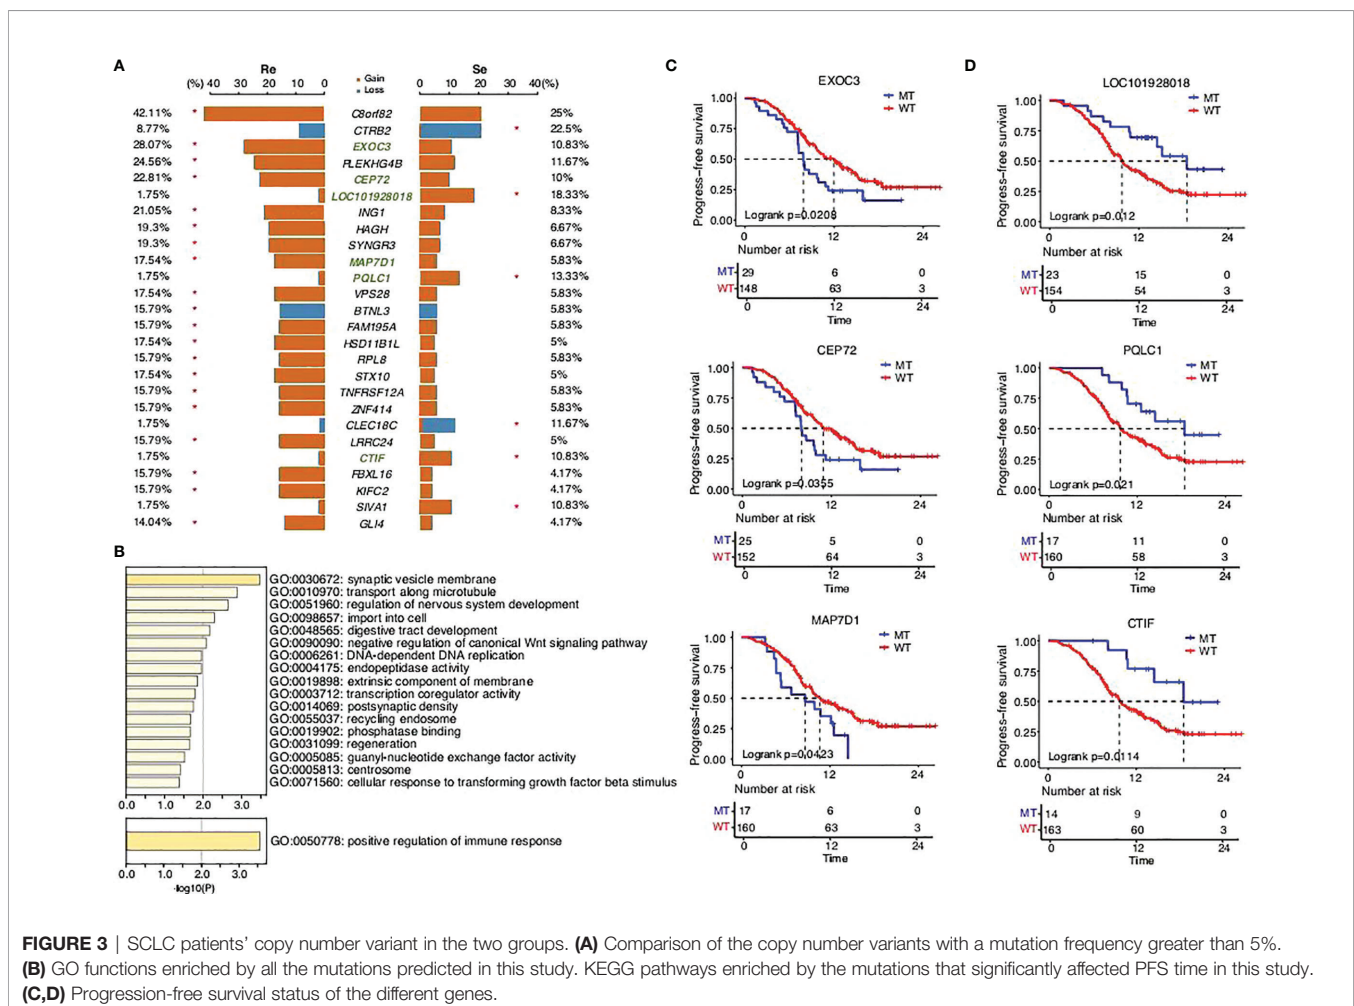 A
Re
Se
(%) 40 30 20 10 0
Gain
Loss
0 10 20 30 40 (%)
42.11% * C8orf82 25%
8.77% CTRB2 * 22.5%
28.07% * EXOC3 10.83%
24.56% * PLEKHG4B 11.67%
22.81% * CEP72 10%
1.75% LOC101928018 * 18.33%
21.05% * ING1 8.33%
19.3% * HAGH 6.67%
19.3% * SYNGR3 6.67%
17.54% * MAP7D1 5.83%
1.75% PQLC1 * 13.33%
17.54% * VPS28 5.83%
15.79% * BTNL3 5.83%
15.79% * FAM195A 5.83%
17.54% * HSD11B1L 5%
15.79% * RPL8 5.83%
17.54% * STX10 5%
15.79% * TNFRSF12A 5.83%
15.79% * ZNF414 5.83%
1.75% CLEC18C * 11.67%
15.79% * LRRC24 5%
1.75% CTIF * 10.83%
15.79% * FBXL16 4.17%
15.79% * KIFC2 4.17%
1.75% SIVA1 * 10.83%
14.04% * GLI4 4.17%
B
GO:0030672: synaptic vesicle membrane
GO:0010970: transport along microtubule
GO:0051960: regulation of nervous system development
GO:0098657: import into cell
GO:0048565: digestive tract development
GO:0090090: negative regulation of canonical Wnt signaling pathway
GO:0006261: DNA-dependent DNA replication
GO:0004175: endopeptidase activity
GO:0019898: extrinsic component of membrane
GO:0003712: transcription coregulator activity
GO:0014069: postsynaptic density
GO:0055037: recycling endosome
GO:0019902: phosphatase binding
GO:0031099: regeneration
GO:0005085: guanyl-nucleotide exchange factor activity
GO:0005813: centrosome
GO:0071560: cellular response to transforming growth factor beta stimulus
0.0 1.0 2.0 3.0
GO:0050778: positive regulation of immune response
0.0 1.0 2.0 3.0
-log10(P)
C
EXOC3
MT
WT
Progress-free survival
1.00
0.75
0.50
0.25
0.00
Logrank p=0.0208
0 12 24
Number at risk
MT 29 6 0
WT 148 63 3
0 12 24
Time
CEP72
MT
WT
Progress-free survival
1.00
0.75
0.50
0.25
0.00
Logrank p=0.0355
0 12 24
Number at risk
MT 25 5 0
WT 152 64 3
0 12 24
Time
MAP7D1
MT
WT
Progress-free survival
1.00
0.75
0.50
0.25
0.00
Logrank p=0.0423
0 12 24
Number at risk
MT 17 6 0
WT 160 63 3
0 12 24
Time
D
LOC101928018
MT
WT
Progress-free survival
1.00
0.75
0.50
0.25
0.00
Logrank p=0.012
0 12 24
Number at risk
MT 23 15 0
WT 154 54 3
0 12 24
Time
PQLC1
MT
WT
Progress-free survival
1.00
0.75
0.50
0.25
0.00
Logrank p=0.021
0 12 24
Number at risk
MT 17 11 0
WT 160 58 3
0 12 24
Time
CTIF
MT
WT
Progress-free survival
1.00
0.75
0.50
0.25
0.00
Logrank p=0.0114
0 12 24
Number at risk
MT 14 9 0
WT 163 60 3
0 12 24
Time
FIGURE 3 | SCLC patients' copy number variant in the two groups. (A) Comparison of the copy number variants with a mutation frequency greater than 5%.
(B) GO functions enriched by all the mutations predicted in this study. KEGG pathways enriched by the mutations that significantly affected PFS time in this study.
(C,D) Progression-free survival status of the different genes.